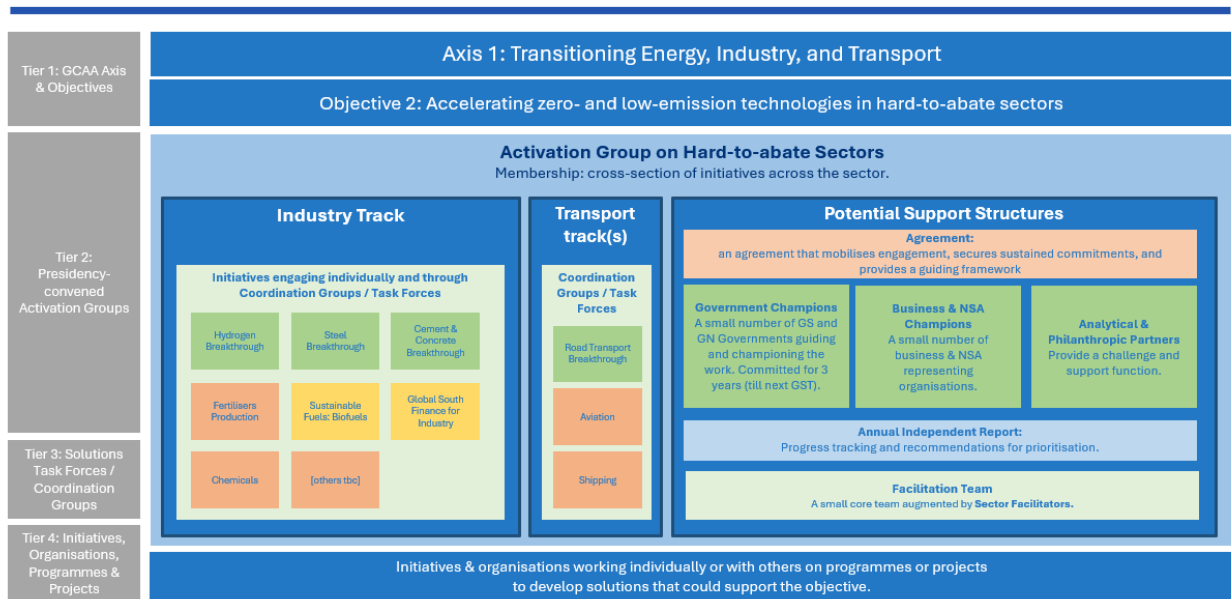 Tier 1: GCAA Axis
& Objectives
Axis 1: Transitioning Energy, Industry, and Transport
Objective 2: Accelerating zero- and low-emission technologies in hard-to-abate sectors
Tier 2:
Presidency-
convened
Activation Groups
Activation Group on Hard-to-abate Sectors
Membership: cross-section of initiatives across the sector.
Industry Track
Initiatives engaging individually and through
Coordination Groups / Task Forces
Hydrogen
Breakthrough
Steel
Breakthrough
Cement &
Concrete
Breakthrough
Fertilisers
Production
Sustainable
Fuels: Biofuels
Global South
Finance for
Industry
Chemicals
[others tbc]
Transport
track(s)
Coordination
Groups / Task
Forces
Road Transport
Breakthrough
Aviation
Shipping
Potential Support Structures
Agreement:
an agreement that mobilises engagement, secures sustained commitments, and
provides a guiding framework
Government Champions
A small number of GS and
GN Governments guiding
and championing the
work. Committed for 3
years (till next GST).
Business & NSA
Champions
A small number of
business & NSA
representing
organisations.
Analytical &
Philanthropic Partners
Provide a challenge and
support function.
Annual Independent Report:
Progress tracking and recommendations for prioritisation.
Facilitation Team
A small core team augmented by Sector Facilitators.
Tier 3: Solutions
Task Forces /
Coordination
Groups
Tier 4: Initiatives,
Organisations,
Programmes &
Projects
Initiatives & organisations working individually or with others on programmes or projects
to develop solutions that could support the objective.